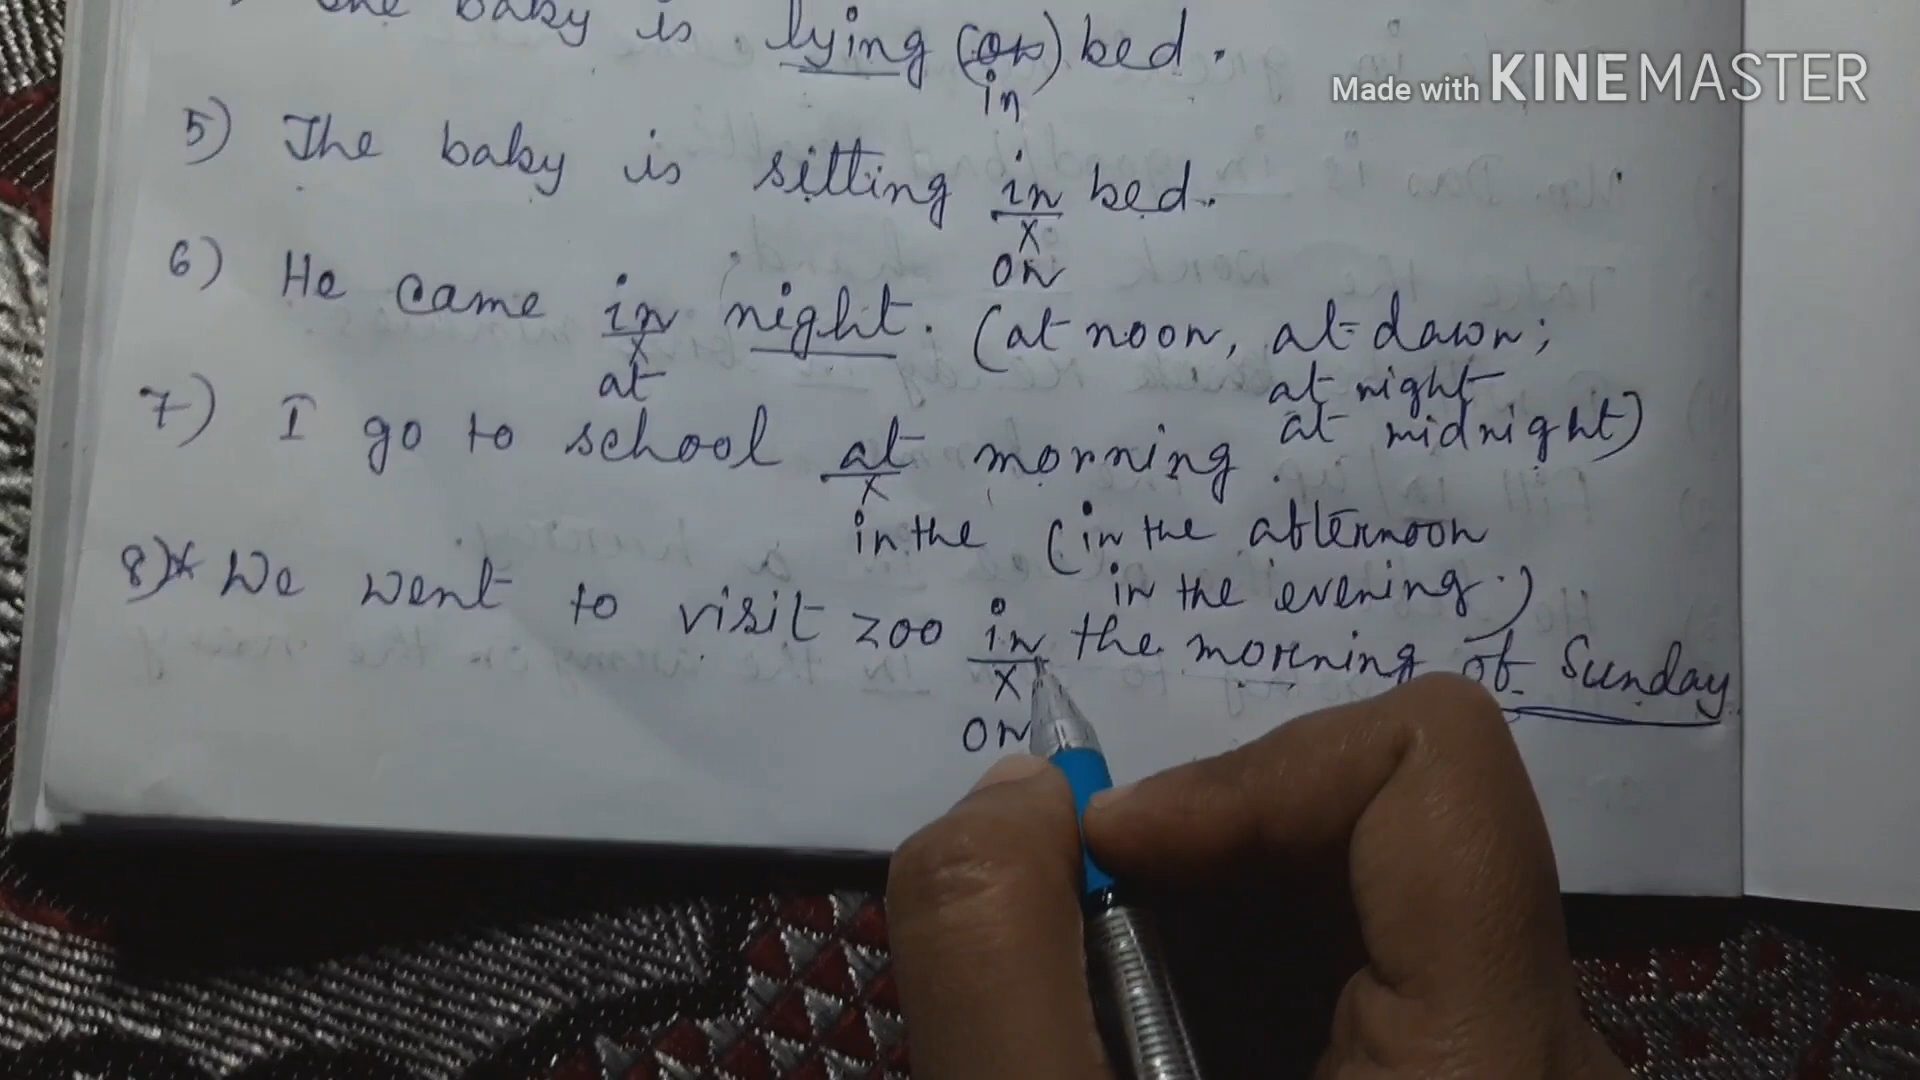 The baby is lying (on) bed.
in
Made with KINEMASTER
5) The baby is sitting in bed.
x
on
6) He came in night. (at noon, at dawn;
x
at
at night
7) I go to school at morning at midnight)
x
in the (in the afternoon
in the evening.)
8)* We went to visit zoo in the morning of Sunday
x
on